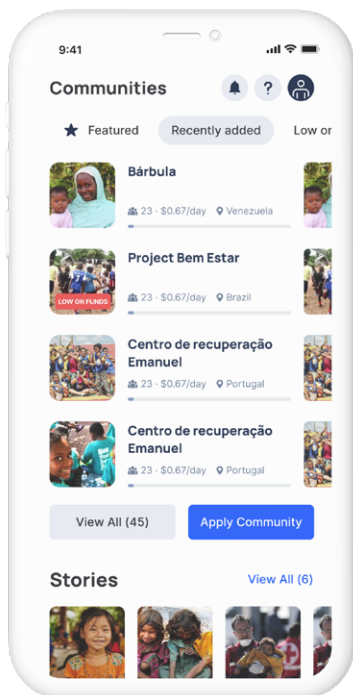 9:41
Communities
?
Featured
Recently added
Low or
Bárbula
23 · $0.67/day
Venezuela
Project Bem Estar
LOW ON FUNDS
23 · $0.67/day
Brazil
Centro de recuperação
Emanuel
23 · $0.67/day
Portugal
Centro de recuperação
Emanuel
23 · $0.67/day
Portugal
View All (45)
Apply Community
Stories
View All (6)